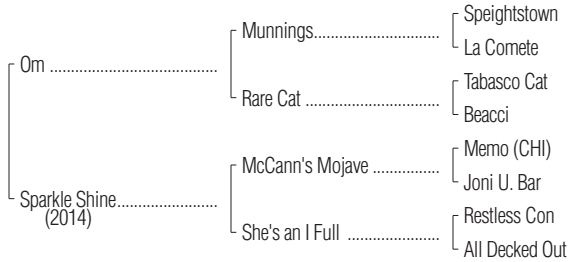 Speightstown
Munnings
La Comete
Om
Tabasco Cat
Rare Cat
Beacci
Memo (CHI)
McCann's Mojave
Joni U. Bar
Sparkle Shine
(2014)
Restless Con
She's an I Full
All Decked Out